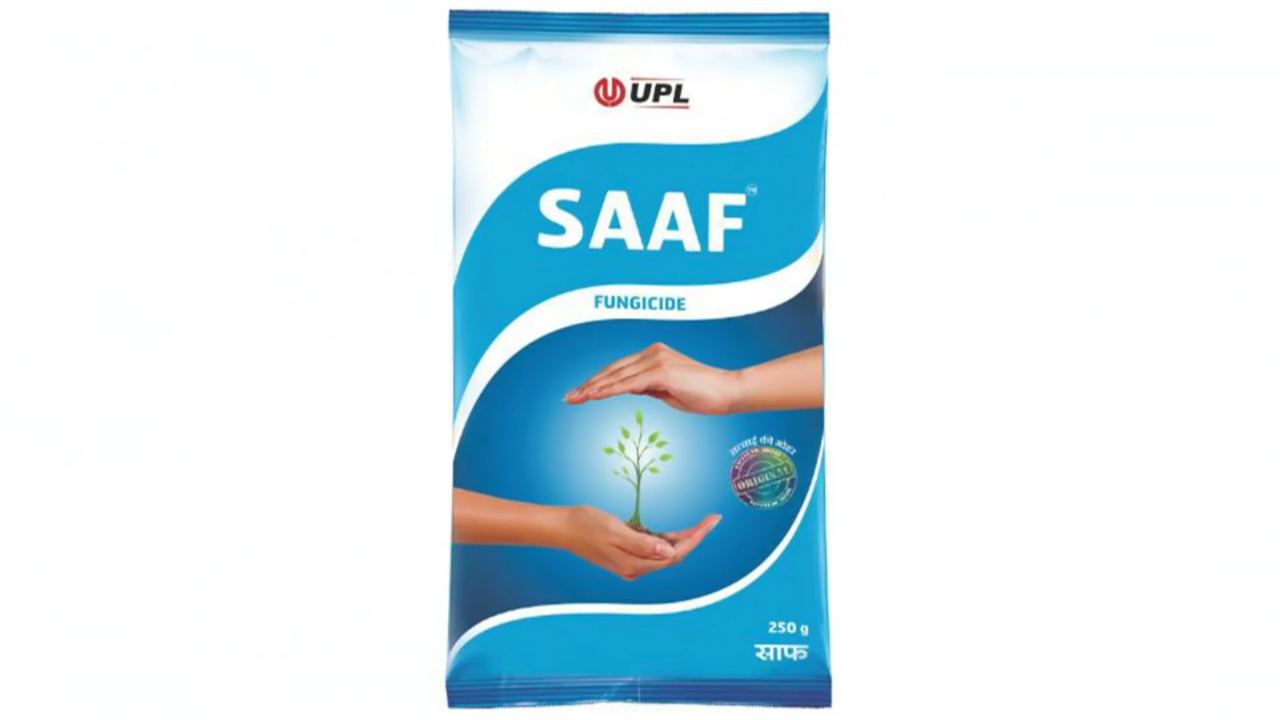 UPL
SAAF™
FUNGICIDE
ORIGINAL
250 g
साफ